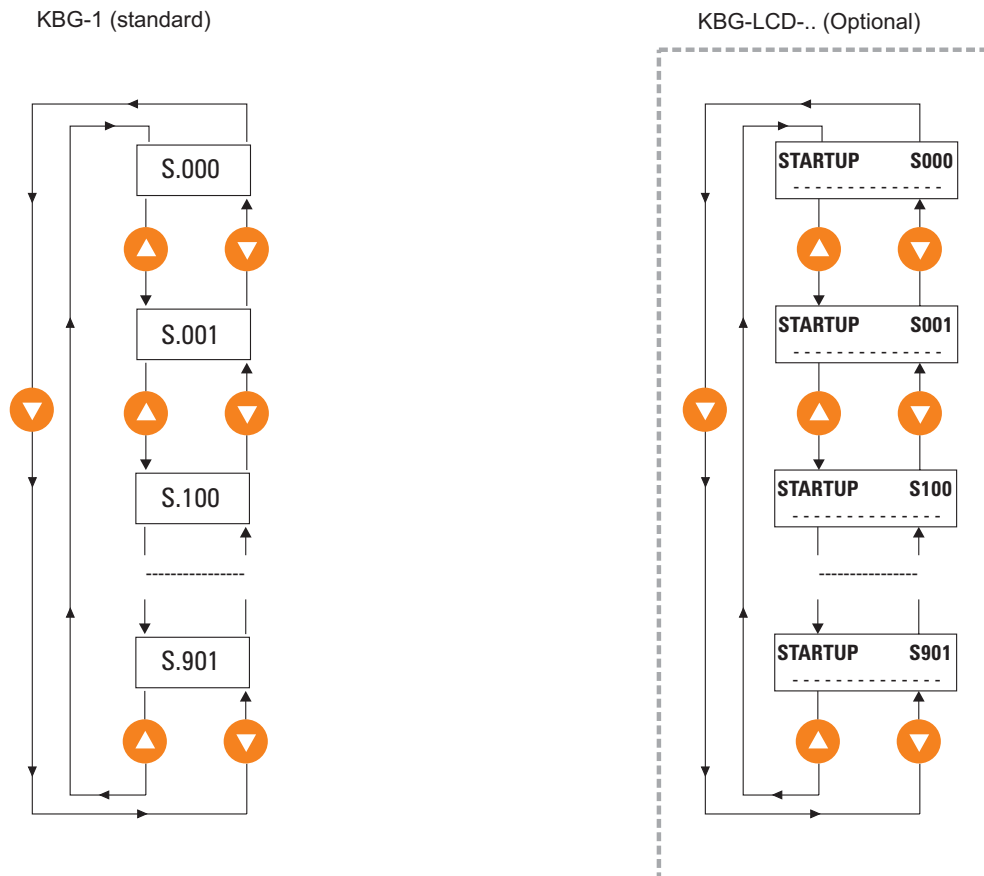 KBG-1 (standard)
S.000
S.001
S.100
----------------
S.901
KBG-LCD-.. (Optional)
STARTUP S000
- - - - - - - - - - - - - -
STARTUP S001
- - - - - - - - - - - - - -
STARTUP S100
- - - - - - - - - - - - - -
----------------
STARTUP S901
- - - - - - - - - - - - - -